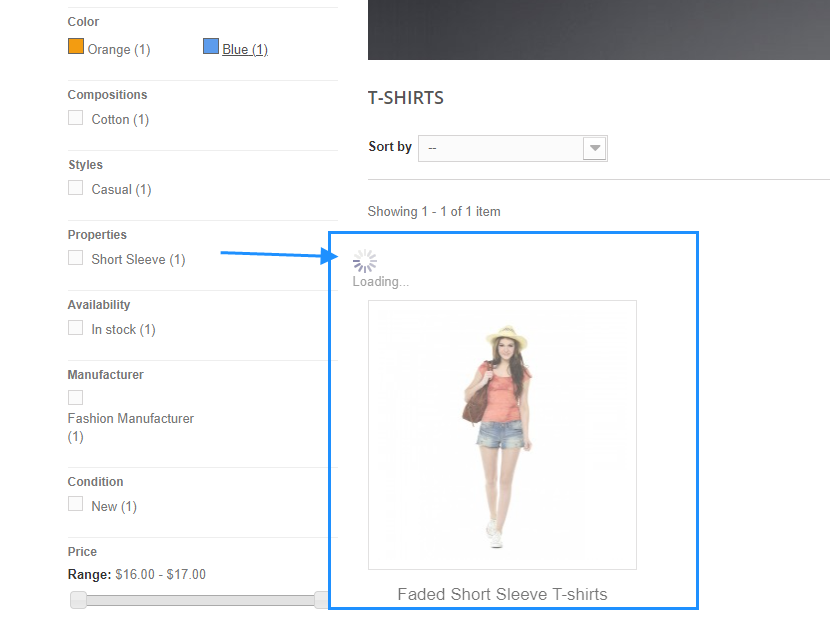 Color
Orange (1)
Blue (1)
Compositions
Cotton (1)
Styles
Casual (1)
Properties
Short Sleeve (1)
Availability
In stock (1)
Manufacturer
Fashion Manufacturer
(1)
Condition
New (1)
Price
Range: $16.00 - $17.00
T-SHIRTS
Sort by
--
Showing 1 - 1 of 1 item
Loading...
Faded Short Sleeve T-shirts